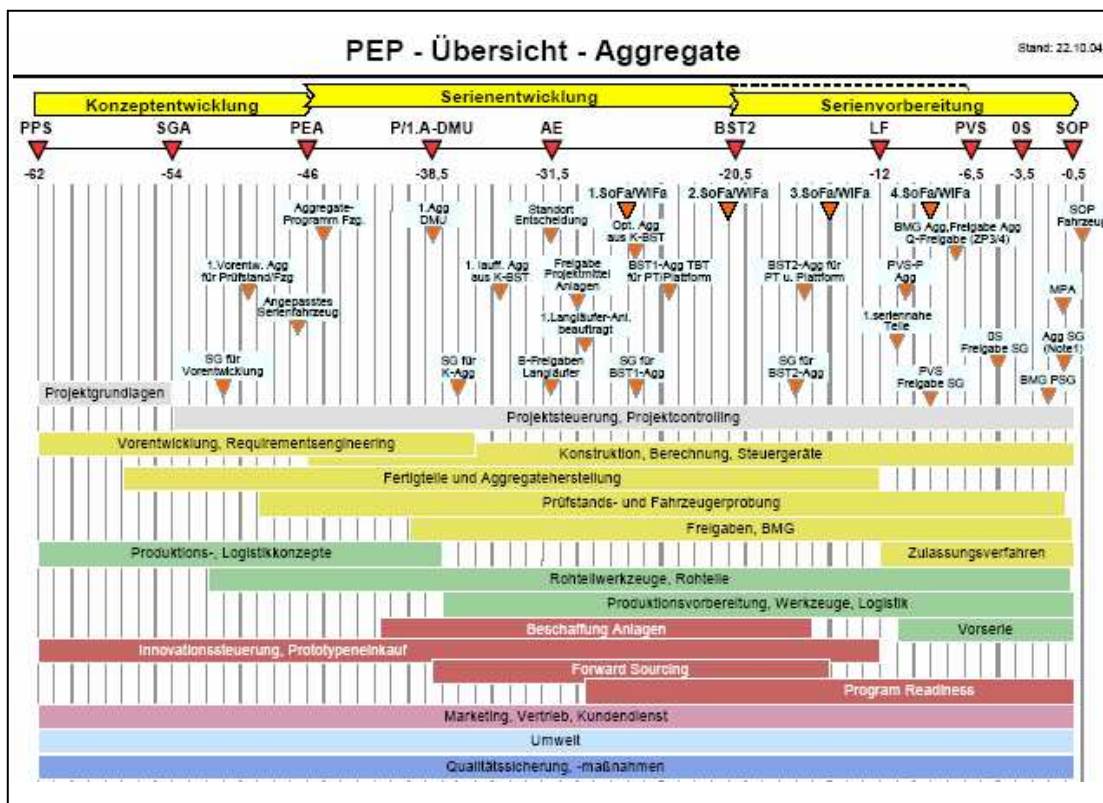 PEP - Übersicht - Aggregate
Stand: 22.10.04
Konzeptentwicklung
Serienentwicklung
Serienvorbereitung
PPS SGA PEA P/1.A-DMU AE BST2 LF PVS 0S SOP
-62 -54 -46 -38,5 -31,5 -20,5 -12 -6,5 -3,5 -0,5
1.SoFa/WiFa 2.SoFa/WiFa 3.SoFa/WiFa 4.SoFa/WiFa
Aggregate-
Programm Fzg.
1.Agg
DMU
Standort
Entscheidung
Opt. Agg
aus K-BST
BMG Agg,Freigabe Agg
Q-Freigabe (ZP3/4)
SOP
Fahrzeug
1.Vorentw. Agg
für Prüfstand/Fzg
1. lauff. Agg
aus K-BST
Freigabe
Projektmittel
Anlagen
BST1-Agg TBT
für PT/Plattform
BST2-Agg für
PT u. Plattform
PVS-P
Agg
MPA
Angepasstes
Serienfahrzeug
1.Langläufer-Anl.
beauftragt
1.seriennahe
Teile
0S
Freigabe SG
Agg SG
(Note1)
SG für
Vorentwicklung
SG für
K-Agg
B-Freigaben
Langläufer
SG für
BST1-Agg
SG für
BST2-Agg
PVS
Freigabe SG
BMG PSG
Projektgrundlagen
Projektsteuerung, Projektcontrolling
Vorentwicklung, Requirementsengineering
Konstruktion, Berechnung, Steuergeräte
Fertigteile und Aggregateherstellung
Prüfstands- und Fahrzeugerprobung
Freigaben, BMG
Produktions-, Logistikkonzepte
Zulassungsverfahren
Rohteilwerkzeuge, Rohteile
Produktionsvorbereitung, Werkzeuge, Logistik
Beschaffung Anlagen
Vorserie
Innovationssteuerung, Prototypeneinkauf
Forward Sourcing
Program Readiness
Marketing, Vertrieb, Kundendienst
Umwelt
Qualitätssicherung, -maßnahmen